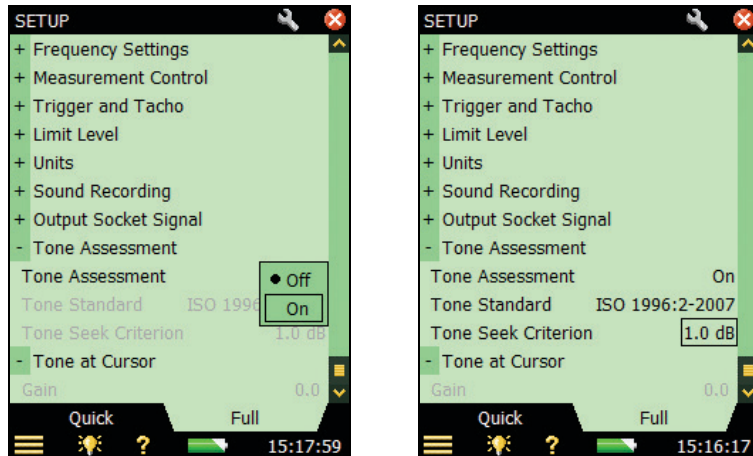 SETUP
+ Frequency Settings
+ Measurement Control
+ Trigger and Tacho
+ Limit Level
+ Units
+ Sound Recording
+ Output Socket Signal
- Tone Assessment
Tone Assessment Off
Tone Standard ISO 1996 On
Tone Seek Criterion 1.0 dB
- Tone at Cursor
Gain 0.0
Quick Full
? 15:17:59
SETUP
+ Frequency Settings
+ Measurement Control
+ Trigger and Tacho
+ Limit Level
+ Units
+ Sound Recording
+ Output Socket Signal
- Tone Assessment
Tone Assessment On
Tone Standard ISO 1996:2-2007
Tone Seek Criterion 1.0 dB
- Tone at Cursor
Gain 0.0
Quick Full
? 15:16:17